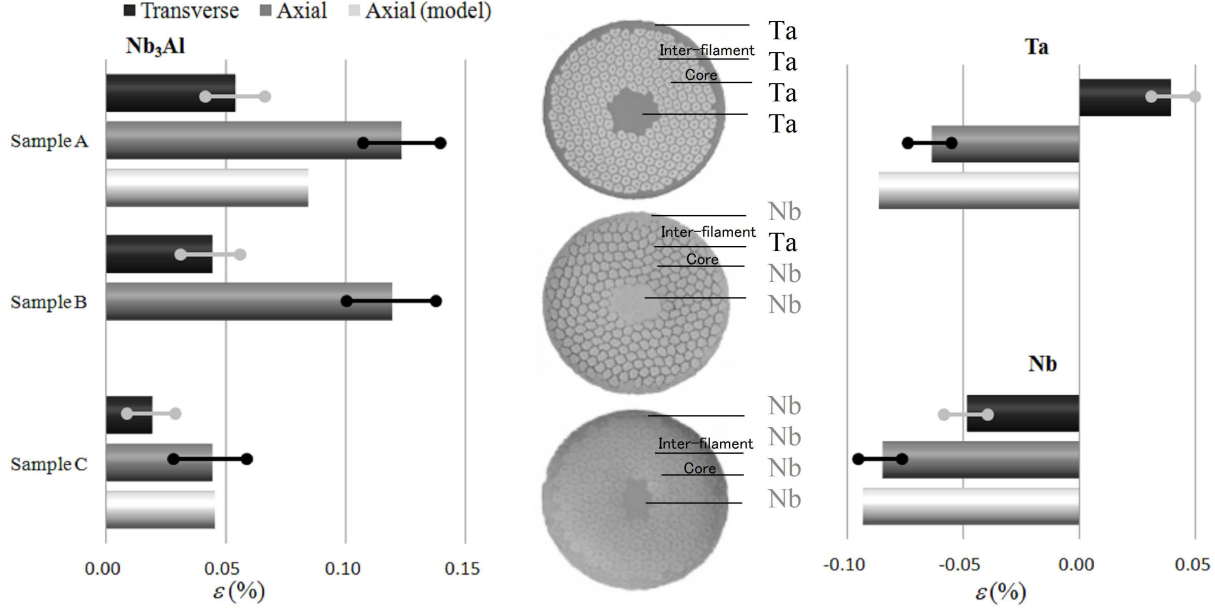 Transverse Axial Axial (model)
Nb₃Al
Sample A
Sample B
Sample C
0.00 0.05 0.10 0.15
ε (%)
Ta
Inter-filament
Ta
Core
Ta
Ta
Nb
Inter-filament
Ta
Core
Nb
Nb
Nb
Nb
Inter-filament
Nb
Core
Nb
Ta
Nb
-0.10 -0.05 0.00 0.05
ε (%)